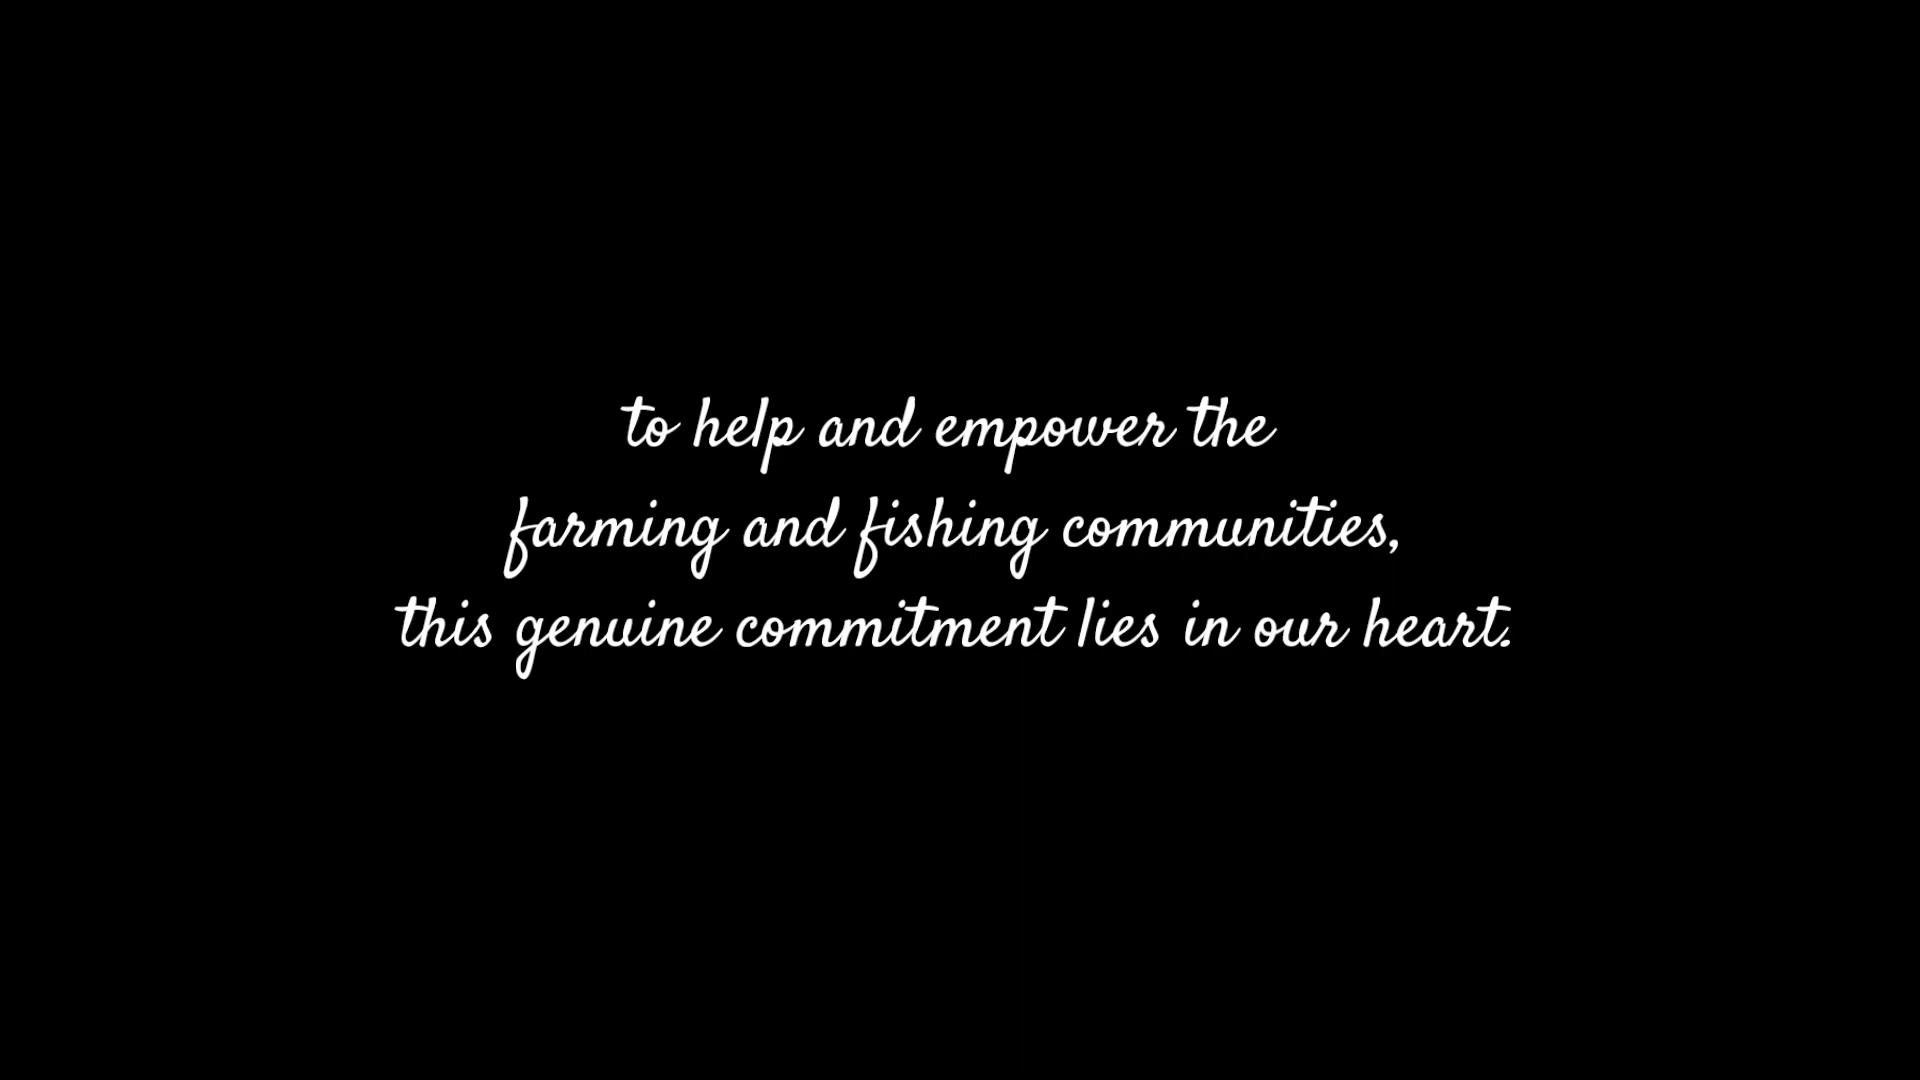 to help and empower the
farming and fishing communities,
this genuine commitment lies in our heart.